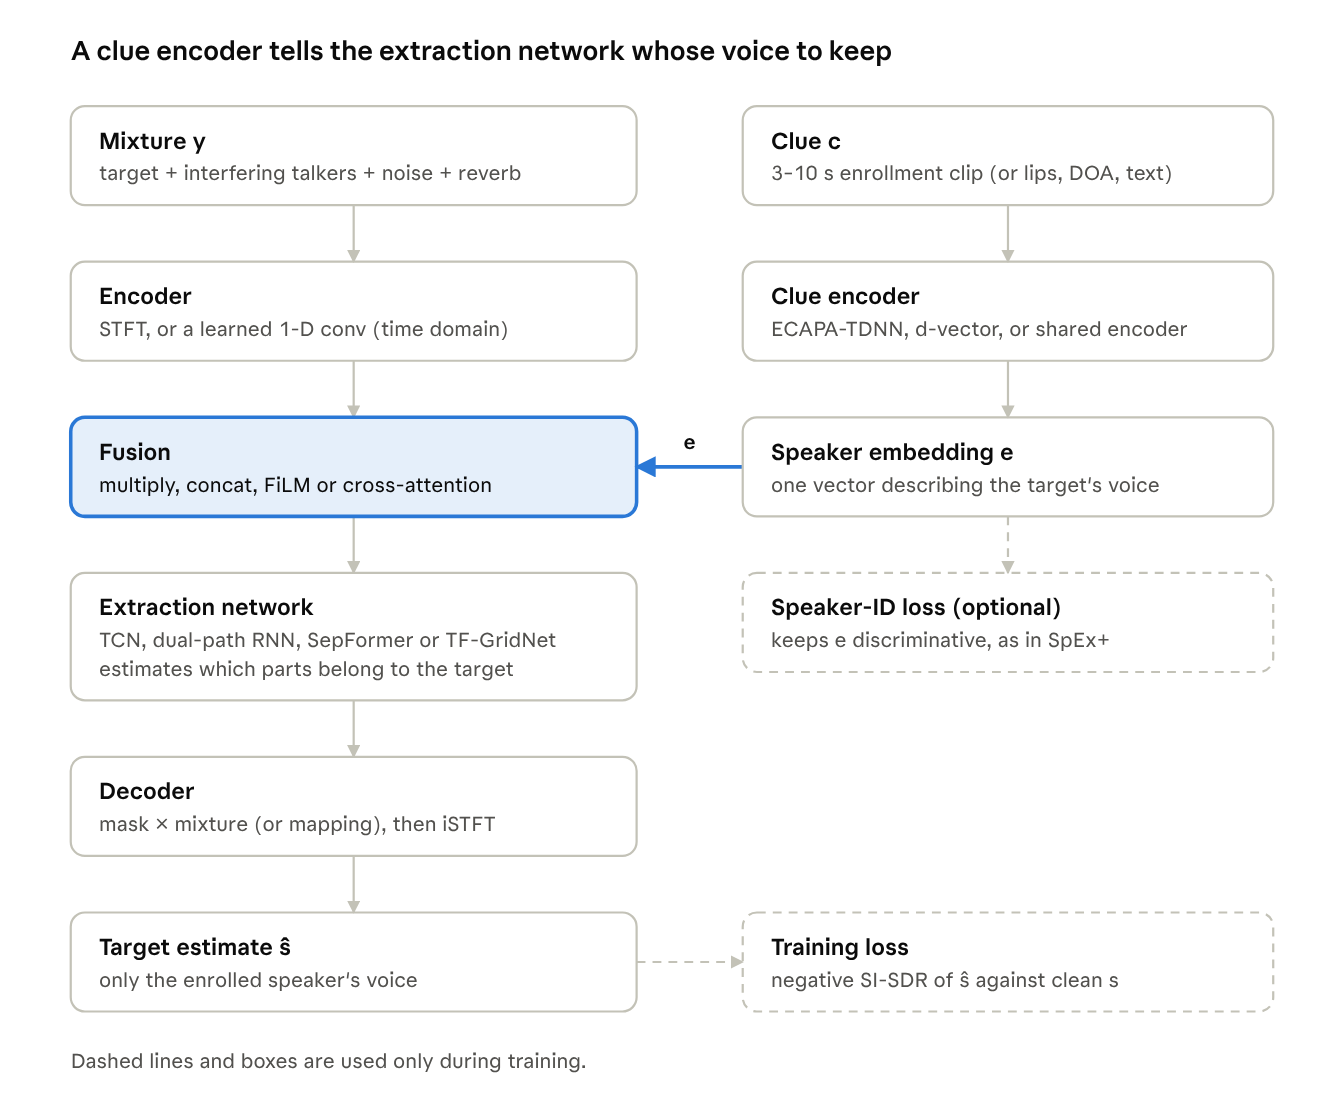 A clue encoder tells the extraction network whose voice to keep
Mixture y
target + interfering talkers + noise + reverb
Clue c
3-10 s enrollment clip (or lips, DOA, text)
Encoder
STFT, or a learned 1-D conv (time domain)
Clue encoder
ECAPA-TDNN, d-vector, or shared encoder
Fusion
multiply, concat, FiLM or cross-attention
e
Speaker embedding e
one vector describing the target's voice
Extraction network
TCN, dual-path RNN, SepFormer or TF-GridNet
estimates which parts belong to the target
Speaker-ID loss (optional)
keeps e discriminative, as in SpEx+
Decoder
mask × mixture (or mapping), then iSTFT
Target estimate ŝ
only the enrolled speaker's voice
Training loss
negative SI-SDR of ŝ against clean s
Dashed lines and boxes are used only during training.